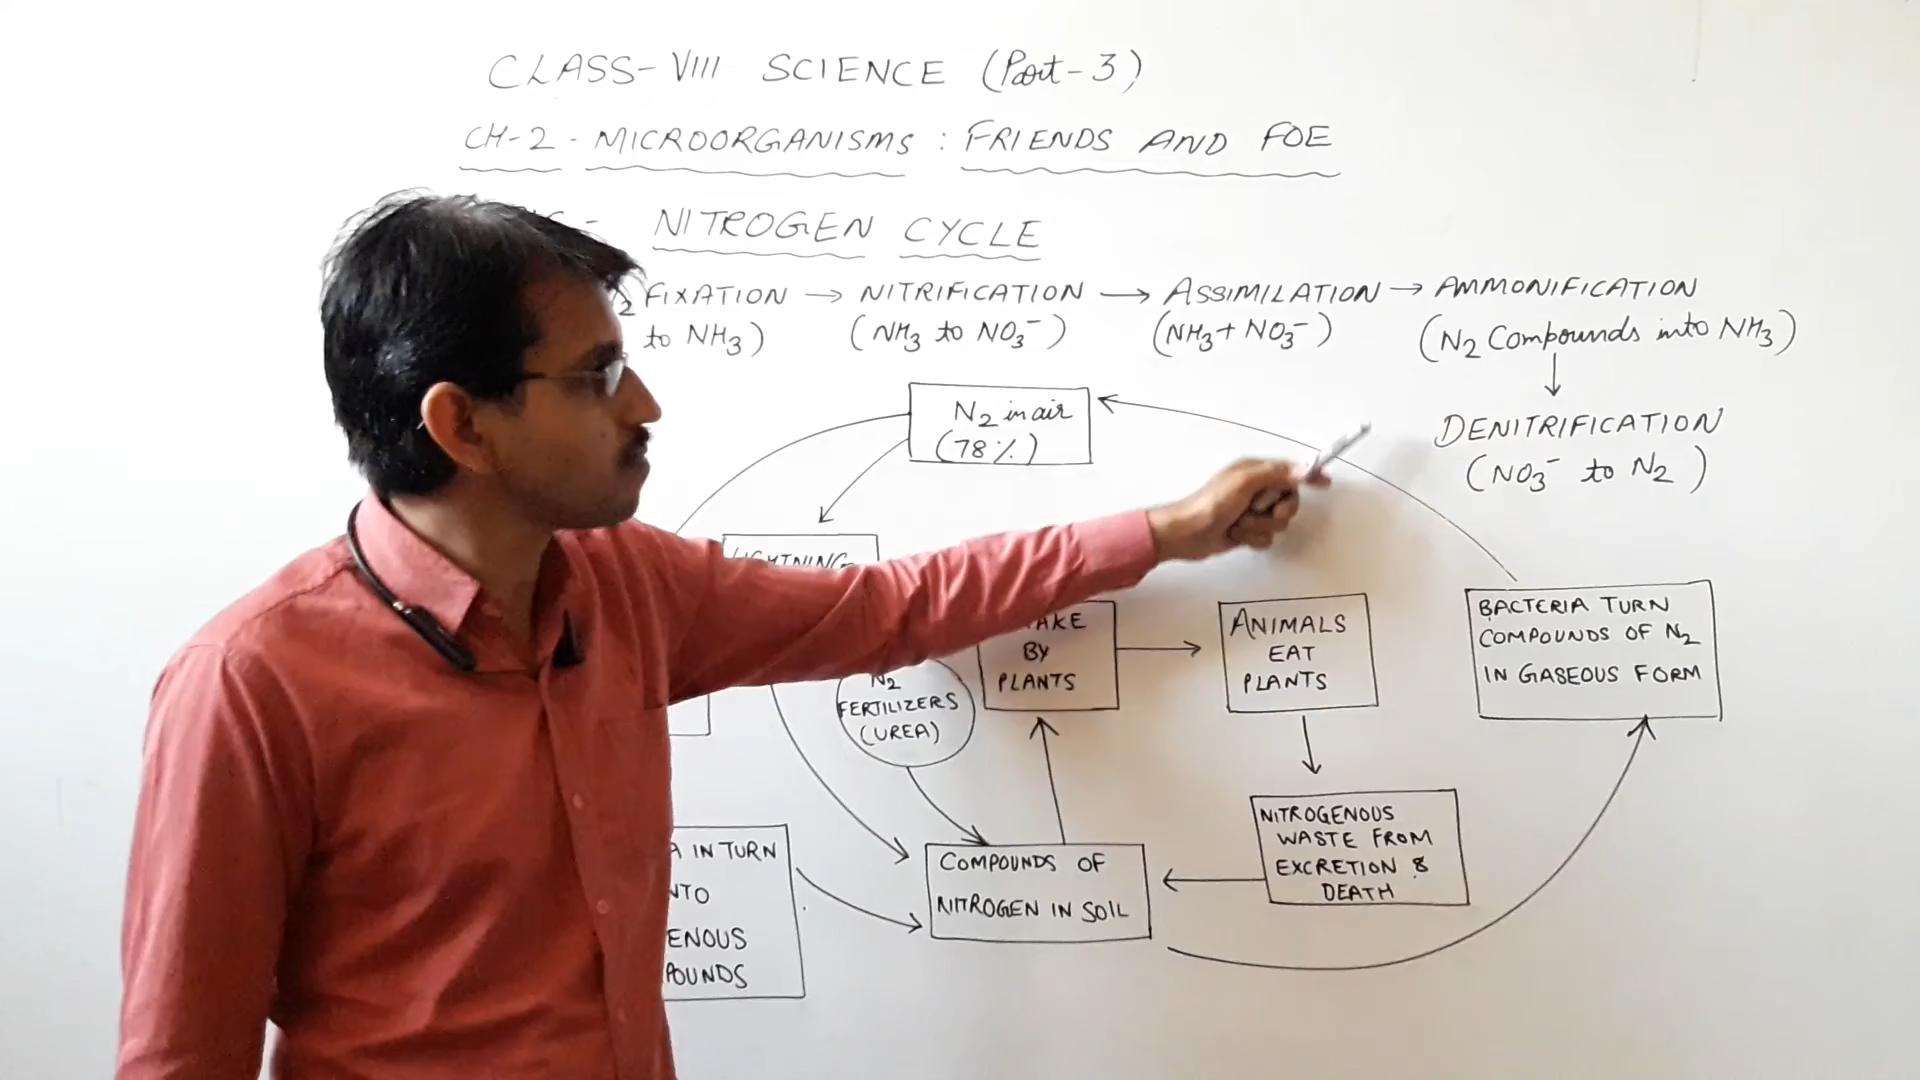 CLASS-VIII SCIENCE (Part-3)
CH-2 - MICROORGANISMS : FRIENDS AND FOE
NITROGEN CYCLE
FIXATION → NITRIFICATION → ASSIMILATION → AMMONIFICATION
to NH3) (NH3 to NO3-) (NH3 + NO3-) (N2 Compounds into NH3)
DENITRIFICATION
(NO3- to N2)
N2 in air
(78%)
LIGHTNING
BY
PLANTS
ANIMALS
EAT
PLANTS
BACTERIA TURN
COMPOUNDS OF N2
IN GASEOUS FORM
N2
FERTILIZERS
(UREA)
NITROGENOUS
WASTE FROM
EXCRETION &
DEATH
IN TURN
COMPOUNDS OF
NITROGEN IN SOIL